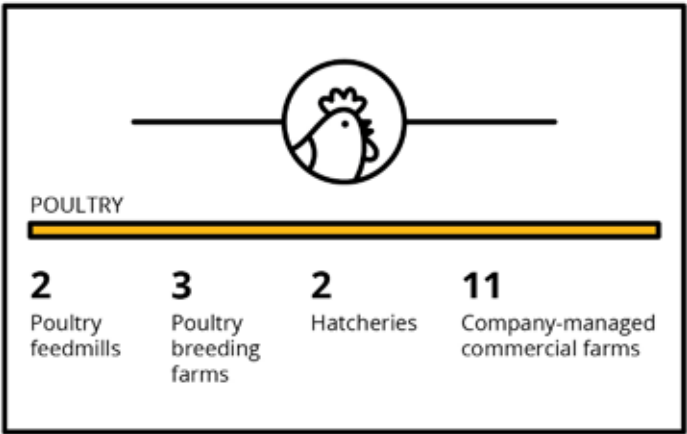 POULTRY
2
Poultry
feedmills
3
Poultry
breeding
farms
2
Hatcheries
11
Company-managed
commercial farms